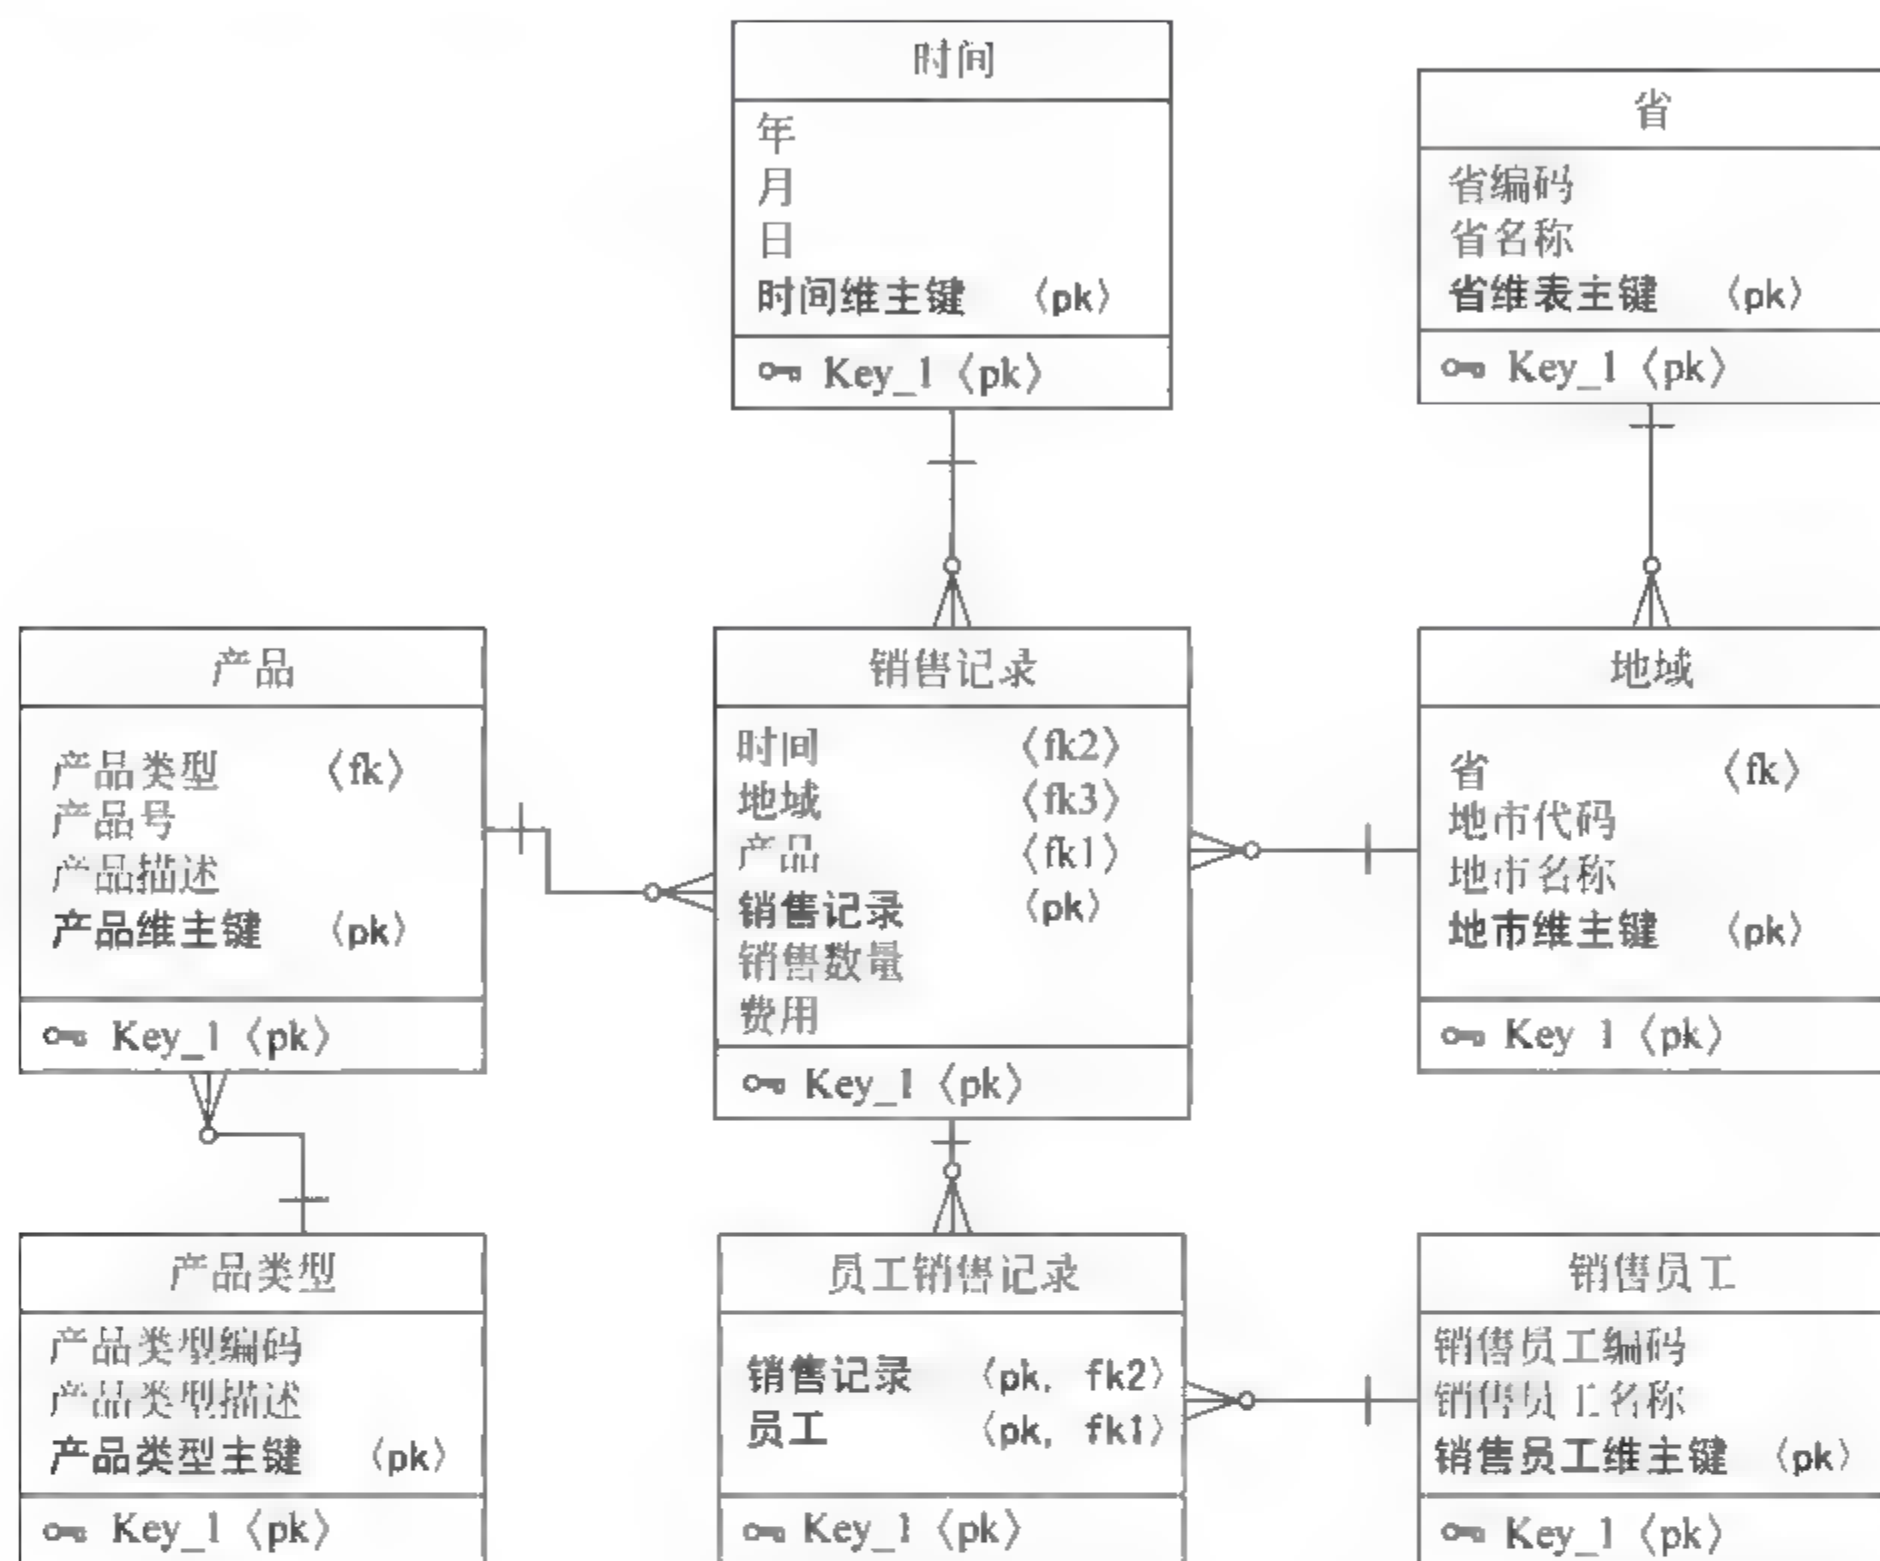 时间
年
月
日
时间维主键 〈pk〉
Key_1〈pk〉
省
省编码
省名称
省维表主键 〈pk〉
Key_1〈pk〉
产品
产品类型 〈fk〉
产品号
产品描述
产品维主键 〈pk〉
Key_1〈pk〉
销售记录
时间 〈fk2〉
地域 〈fk3〉
产品 〈fk1〉
销售记录 〈pk〉
销售数量
费用
Key_1〈pk〉
地域
省 〈fk〉
地市代码
地市名称
地市维主键 〈pk〉
Key 1〈pk〉
产品类型
产品类型编码
产品类型描述
产品类型主键 〈pk〉
Key_1〈pk〉
员工销售记录
销售记录 〈pk, fk2〉
员工 〈pk, fk1〉
Key_1〈pk〉
销售员工
销售员工编码
销售员工名称
销售员工维主键 〈pk〉
Key_1〈pk〉